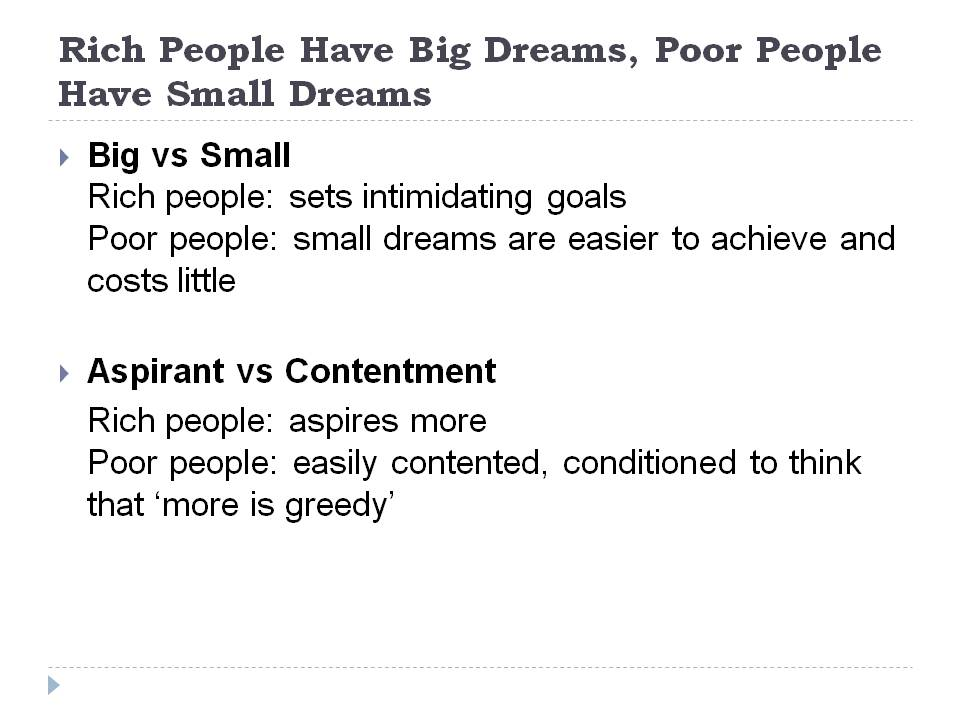 Rich People Have Big Dreams, Poor People
Have Small Dreams
Big vs Small
Rich people: sets intimidating goals
Poor people: small dreams are easier to achieve and
costs little
Aspirant vs Contentment
Rich people: aspires more
Poor people: easily contented, conditioned to think
that ‘more is greedy’